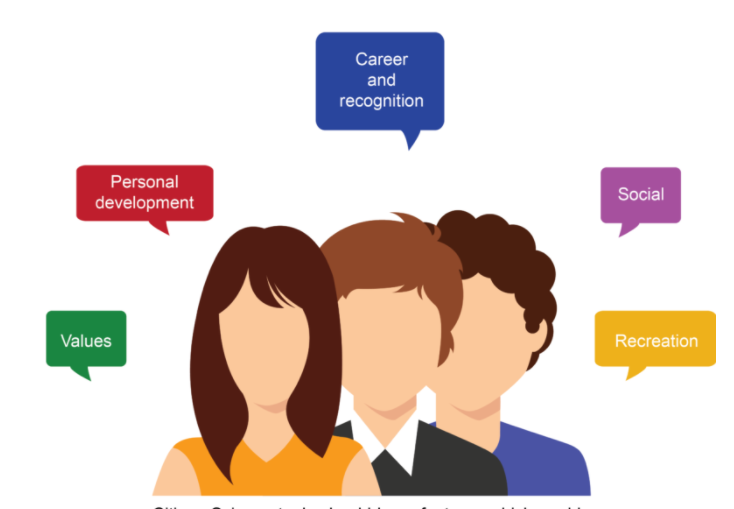 Career
and
recognition
Personal
development
Social
Values
Recreation